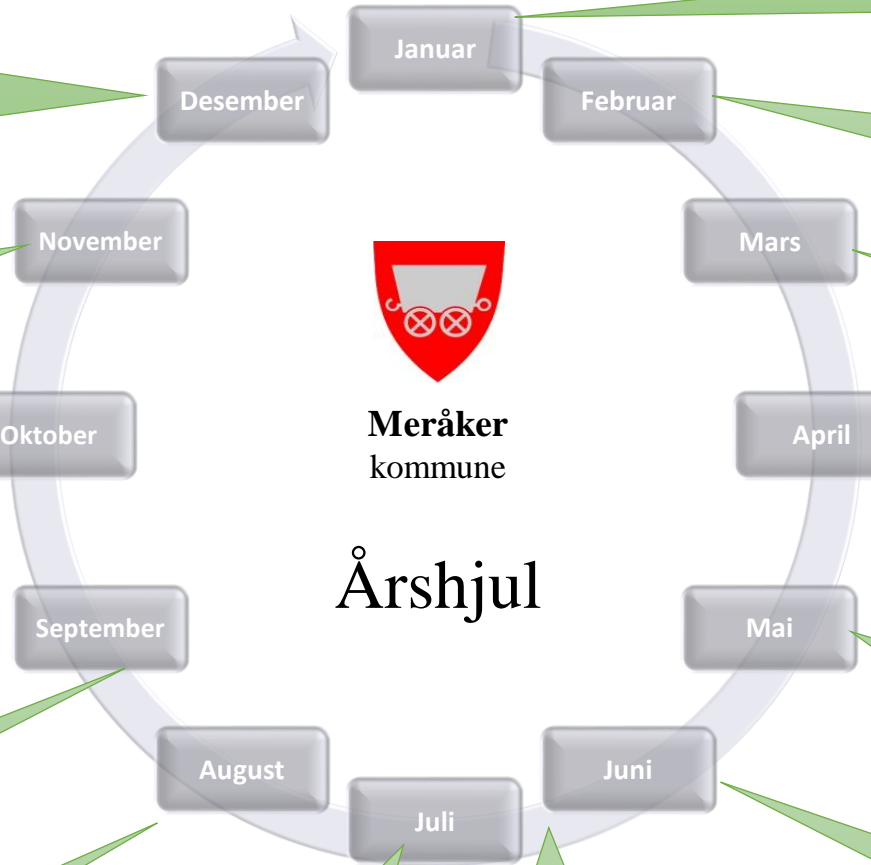 Januar
Februar
Mars
April
Mai
Juni
Juli
August
September
Oktober
November
Desember
Meråker
kommune
Årshjul